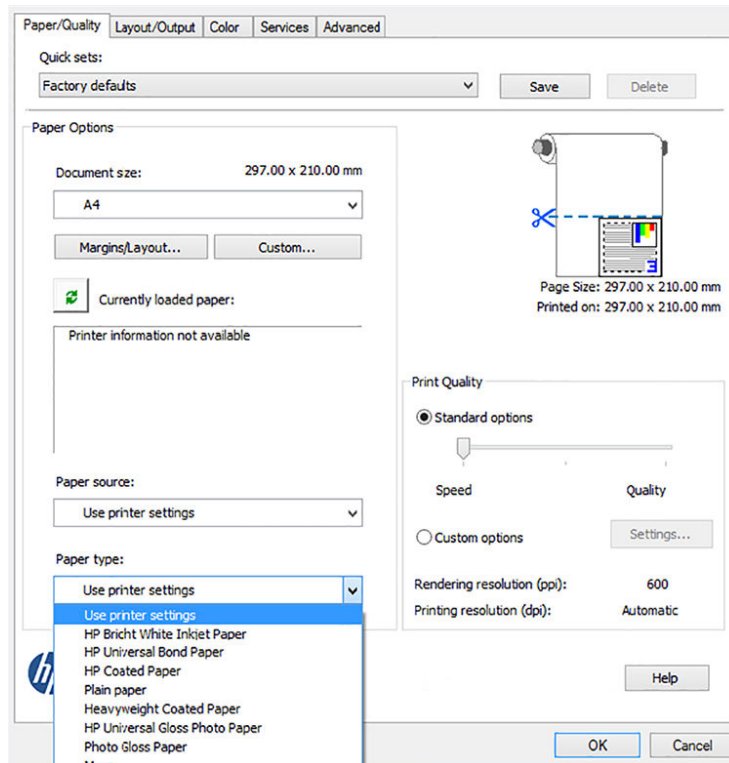 Paper/Quality Layout/Output Color Services Advanced
Quick sets:
Factory defaults
Save
Delete
Paper Options
Document size:
297.00 x 210.00 mm
A4
Margins/Layout...
Custom...
Currently loaded paper:
Printer information not available
Page Size: 297.00 x 210.00 mm
Printed on: 297.00 x 210.00 mm
Paper source:
Use printer settings
Paper type:
Use printer settings
Use printer settings
HP Bricht White Inkjet Paper
HP Universal Bond Paper
HP Coated Paper
Plain paper
Heavyweight Coated Paper
HP Universal Gloss Photo Paper
Photo Gloss Paper
Print Quality
Standard options
Speed
Quality
Custom options
Settings...
Rendering resolution (ppi):
600
Printing resolution (dpi):
Automatic
hp
Help
OK
Cancel